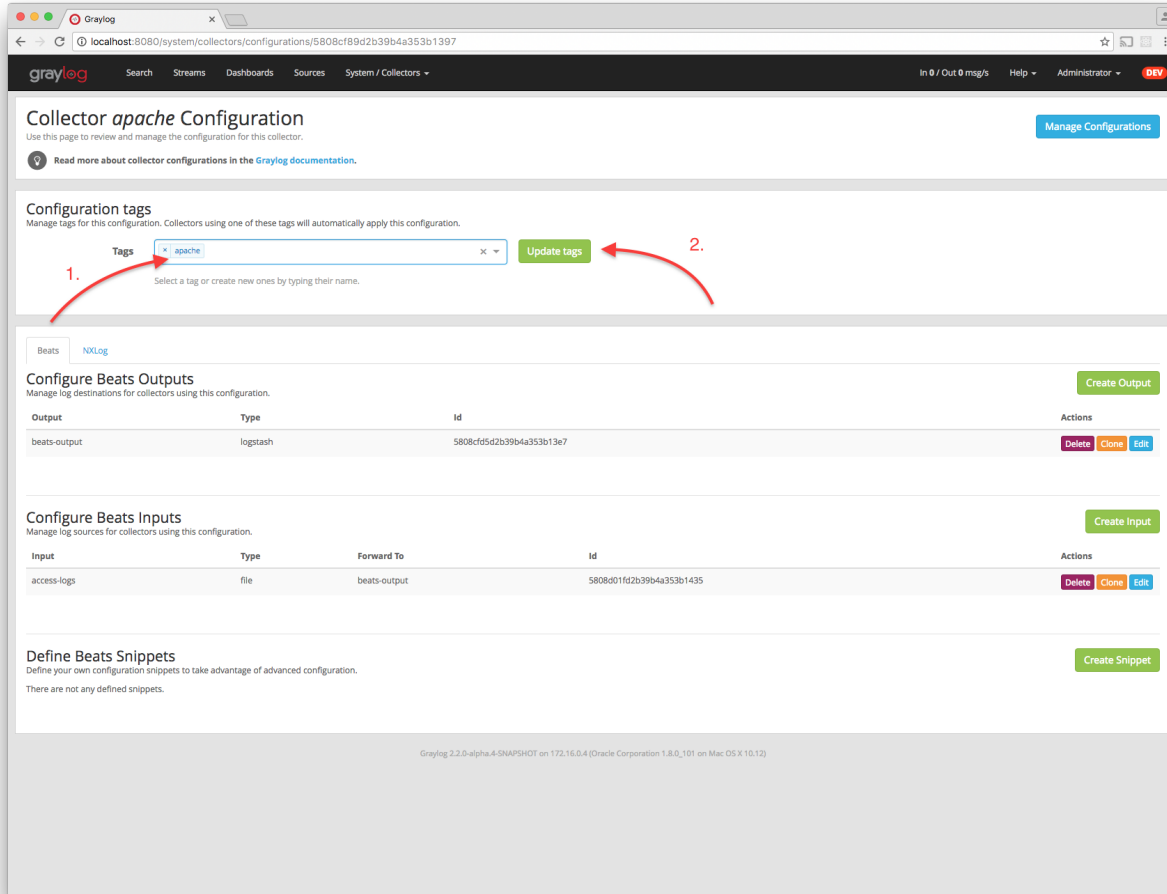 Graylog
localhost:8080/system/collectors/configurations/5808cf89d2b39b4a353b1397
graylog Search Streams Dashboards Sources System / Collectors In 0 / Out 0 msg/s Help Administrator DEV
Collector apache Configuration
Manage Configurations
Use this page to review and manage the configuration for this collector.
Read more about collector configurations in the Graylog documentation.
Configuration tags
Manage tags for this configuration. Collectors using one of these tags will automatically apply this configuration.
Tags × apache × Update tags 2.
1.
Select a tag or create new ones by typing their name.
Beats NXLog
Configure Beats Outputs
Create Output
Manage log destinations for collectors using this configuration.
Output Type Id Actions
beats-output logstash 5808cfd5d2b39b4a353b13e7 Delete Clone Edit
Configure Beats Inputs
Create Input
Manage log sources for collectors using this configuration.
Input Type Forward To Id Actions
access-logs file beats-output 5808d01fd2b39b4a353b1435 Delete Clone Edit
Define Beats Snippets
Create Snippet
Define your own configuration snippets to take advantage of advanced configuration.
There are not any defined snippets.
Graylog 2.2.0-alpha.4-SNAPSHOT on 172.16.0.4 (Oracle Corporation 1.8.0_101 on Mac OS X 10.12)